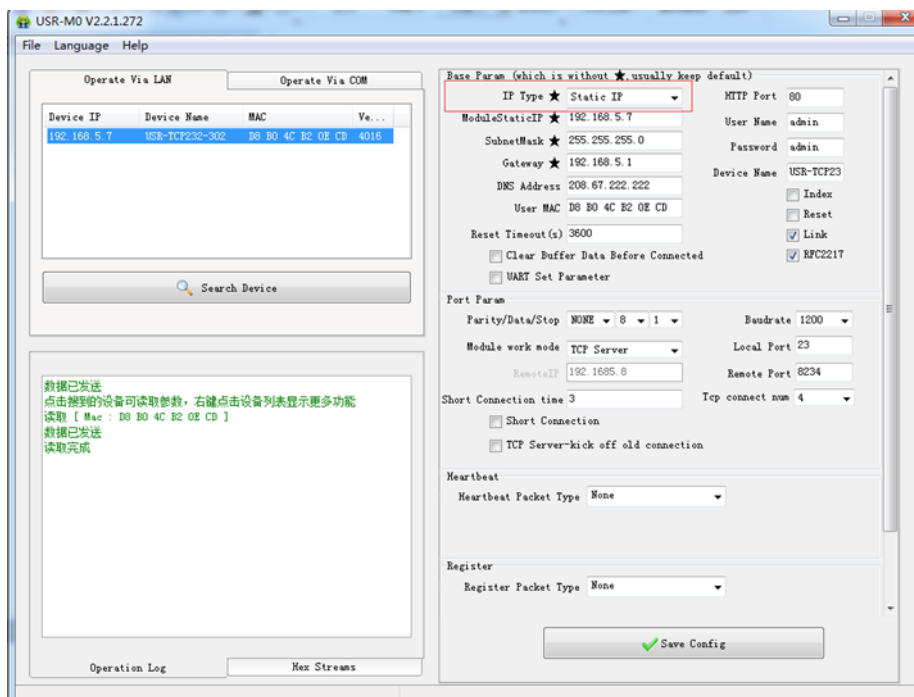 USR-M0 V2.2.1.272
File Language Help
Operate Via LAN
Operate Via COM
Device IP Device Name MAC Ve...
192.168.5.7 USR-TCP232-302 D8 B0 4C B2 0E CD 4016
Search Device
数据已发送
点击搜到的设备可读取参数，右键点击设备列表显示更多功能
读取 [ Mac : D8 B0 4C B2 0E CD ]
数据已发送
读取完成
Operation Log
Hex Streams
Base Param (which is without ★,usually keep default)
IP Type ★ Static IP HTTP Port 80
ModuleStaticIP ★ 192.168.5.7 User Name admin
SubnetMask ★ 255.255.255.0 Password admin
Gateway ★ 192.168.5.1 Device Name USR-TCP23
DNS Address 208.67.222.222 Index
User MAC D8 B0 4C B2 0E CD Reset
Reset Timeout(s) 3600 Link
Clear Buffer Data Before Connected RFC2217
UART Set Parameter
Port Param
Parity/Data/Stop NONE 8 1 Baudrate 1200
Module work mode TCP Server Local Port 23
RemoteIP 192.1685.8 Remote Port 8234
Short Connection time 3 Tcp connect num 4
Short Connection
TCP Server-kick off old connection
Heartbeat
Heartbeat Packet Type None
Register
Register Packet Type None
Save Config